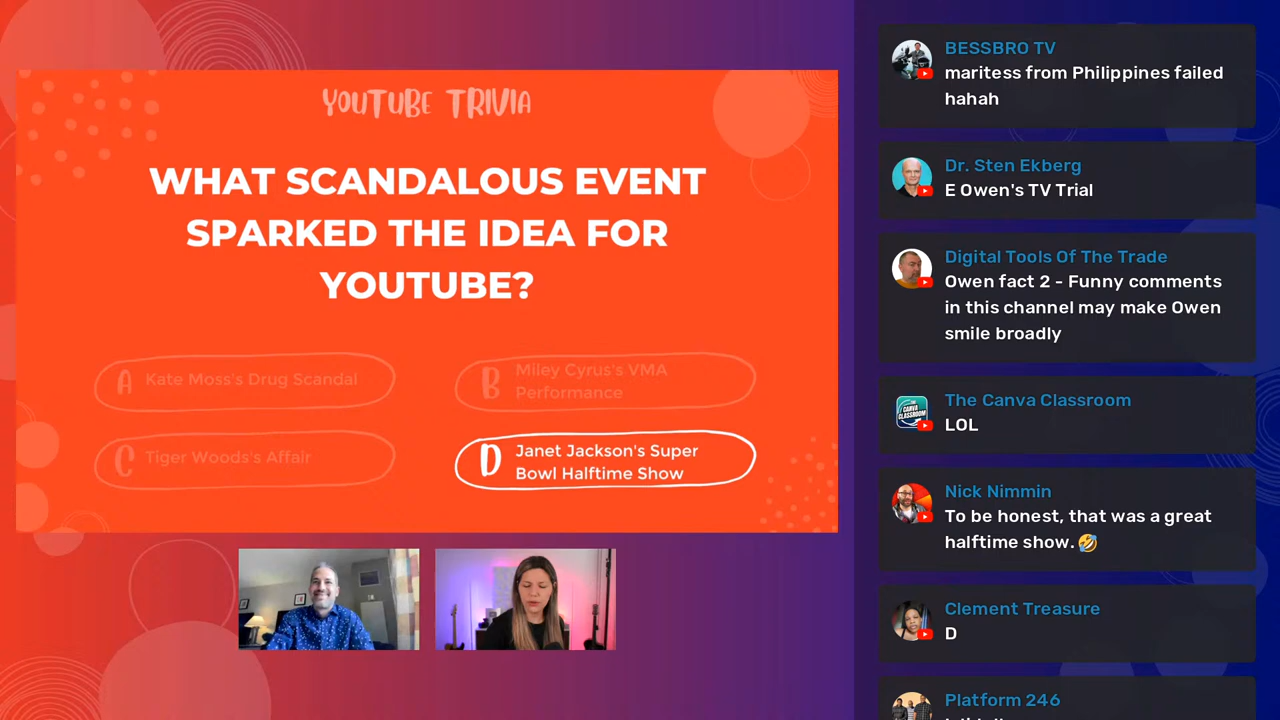 YOUTUBE TRIVIA
WHAT SCANDALOUS EVENT
SPARKED THE IDEA FOR
YOUTUBE?
A Kate Moss's Drug Scandal
B Miley Cyrus's VMA
Performance
C Tiger Woods's Affair
D Janet Jackson's Super
Bowl Halftime Show
BESSBRO TV
maritess from Philippines failed
hahah
Dr. Sten Ekberg
E Owen's TV Trial
Digital Tools Of The Trade
Owen fact 2 - Funny comments
in this channel may make Owen
smile broadly
The Canva Classroom
THE CANVA CLASSROOM
LOL
Nick Nimmin
To be honest, that was a great
halftime show. 🤣
Clement Treasure
D
Platform 246